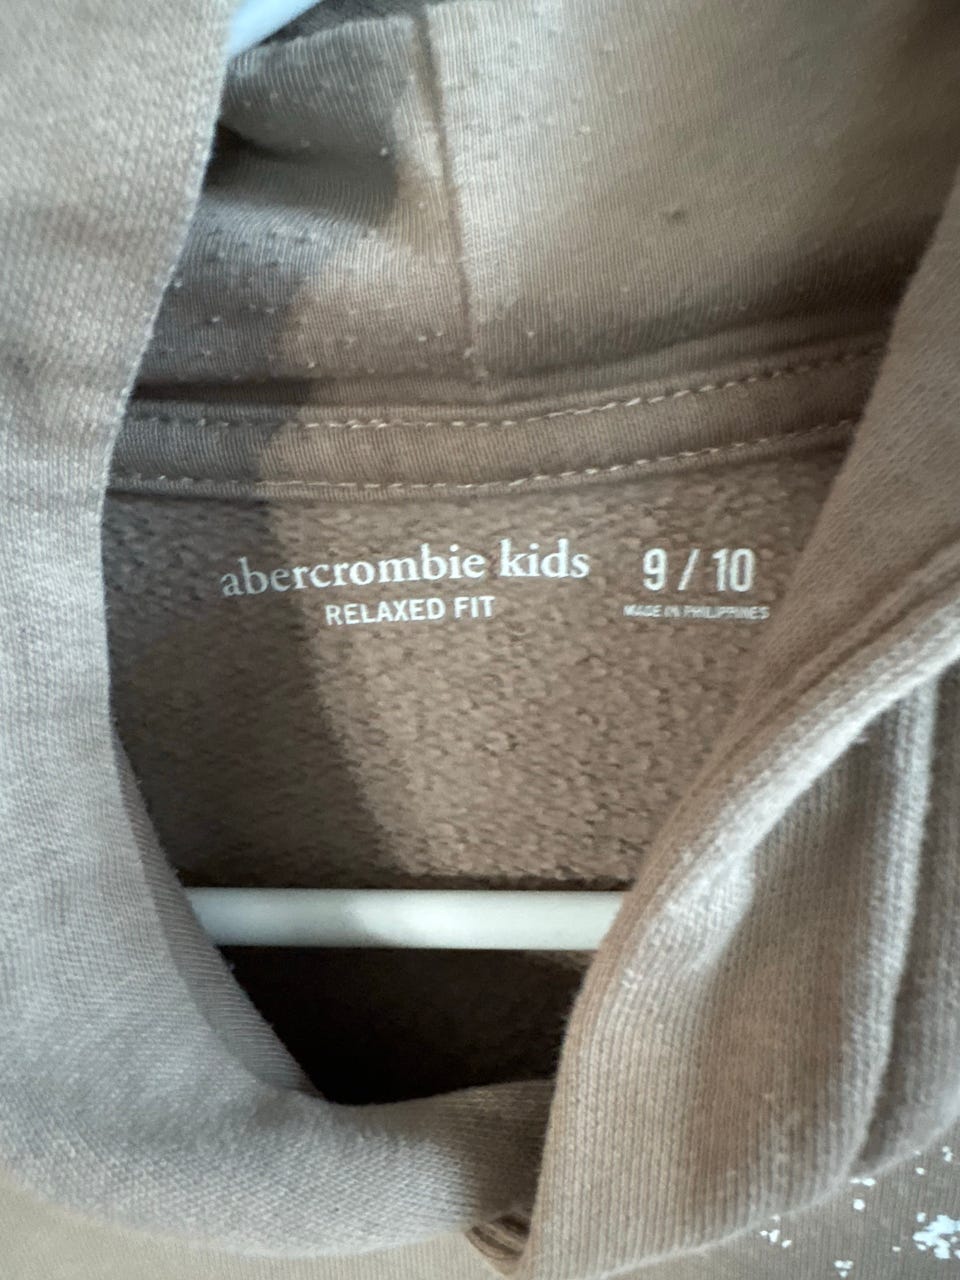 abercrombie kids
RELAXED FIT
9 / 10
MADE IN PHILIPPINES